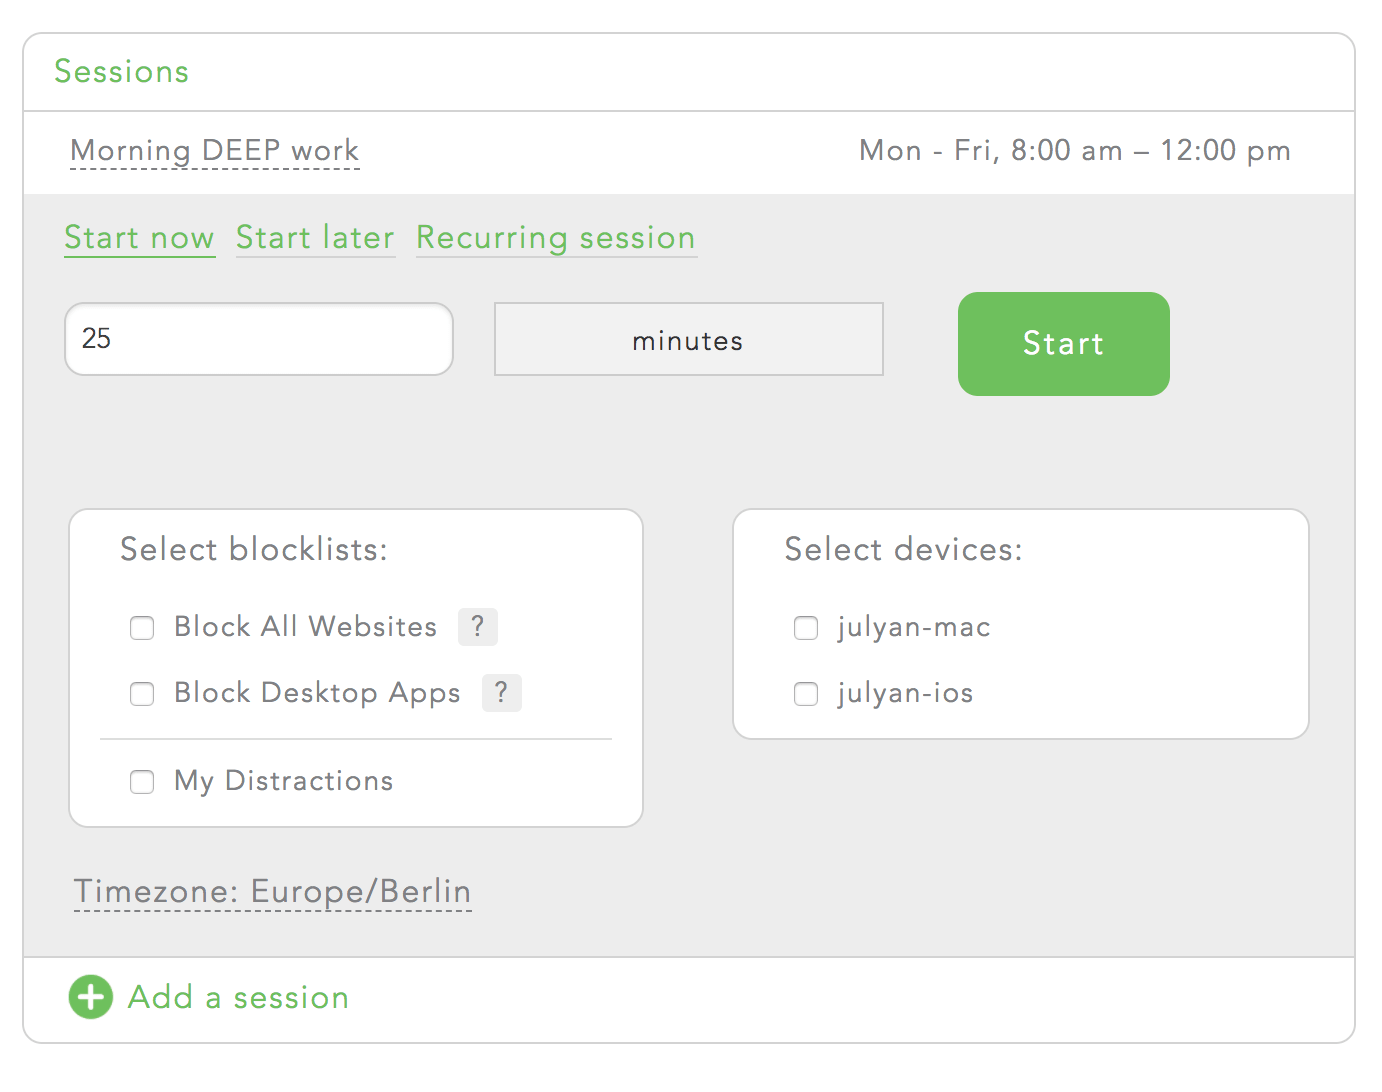 Sessions
Morning DEEP work Mon - Fri, 8:00 am – 12:00 pm
Start now Start later Recurring session
25 minutes Start
Select blocklists:
Block All Websites ?
Block Desktop Apps ?
My Distractions
Select devices:
julyan-mac
julyan-ios
Timezone: Europe/Berlin
Add a session